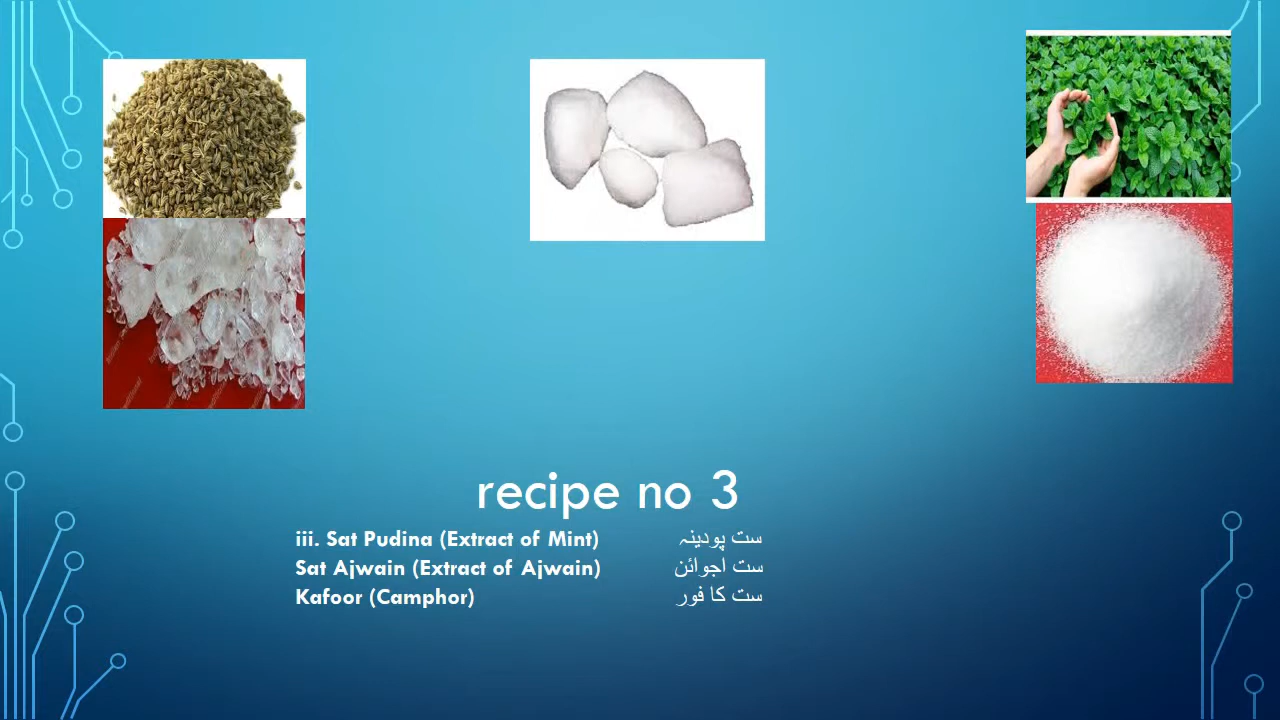 recipe no 3
iii. Sat Pudina (Extract of Mint) ست پودینہ
Sat Ajwain (Extract of Ajwain) ست اجوائن
Kafoor (Camphor) ست کا فور